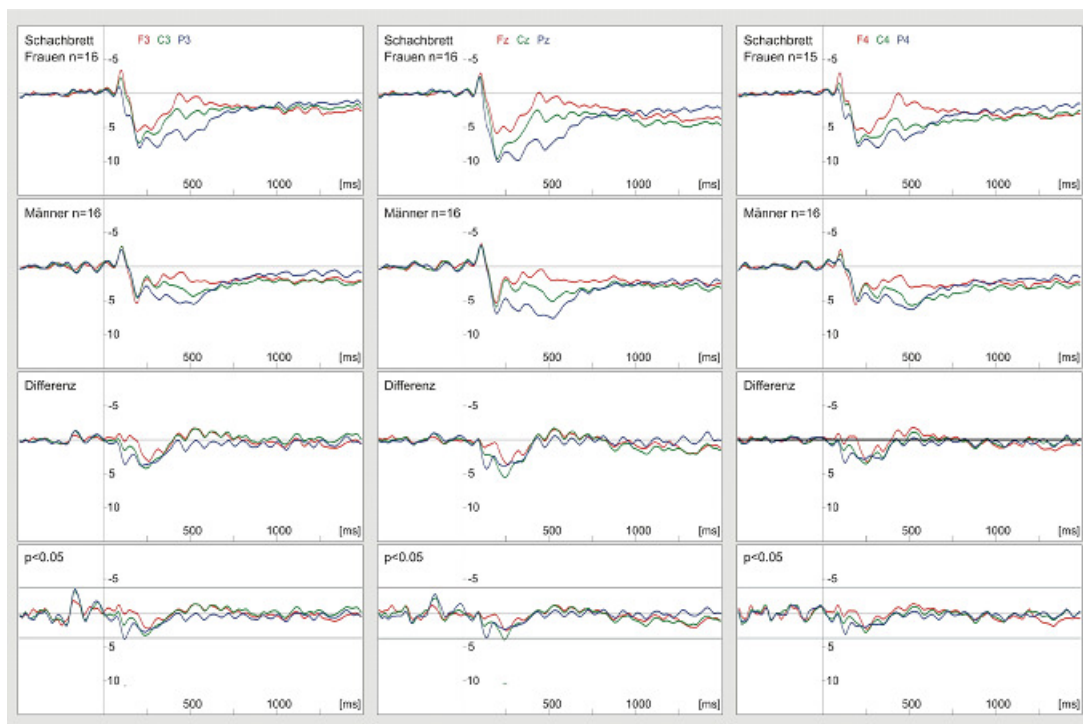 Schachbrett F3 C3 P3
Frauen n=16
-5
5
10
500 1000 [ms]
Schachbrett Fz Cz Pz
Frauen n=16
-5
5
10
500 1000 [ms]
Schachbrett F4 C4 P4
Frauen n=15
-5
5
10
500 1000 [ms]
Männer n=16
-5
5
10
500 1000 [ms]
Männer n=16
-5
5
10
500 1000 [ms]
Männer n=16
-5
5
10
500 1000 [ms]
Differenz
-5
5
10
500 1000 [ms]
Differenz
-5
5
10
500 1000 [ms]
Differenz
-5
5
10
500 1000 [ms]
p<0.05
-5
5
10
500 1000 [ms]
p<0.05
-5
5
10
500 1000 [ms]
p<0.05
-5
5
10
500 1000 [ms]